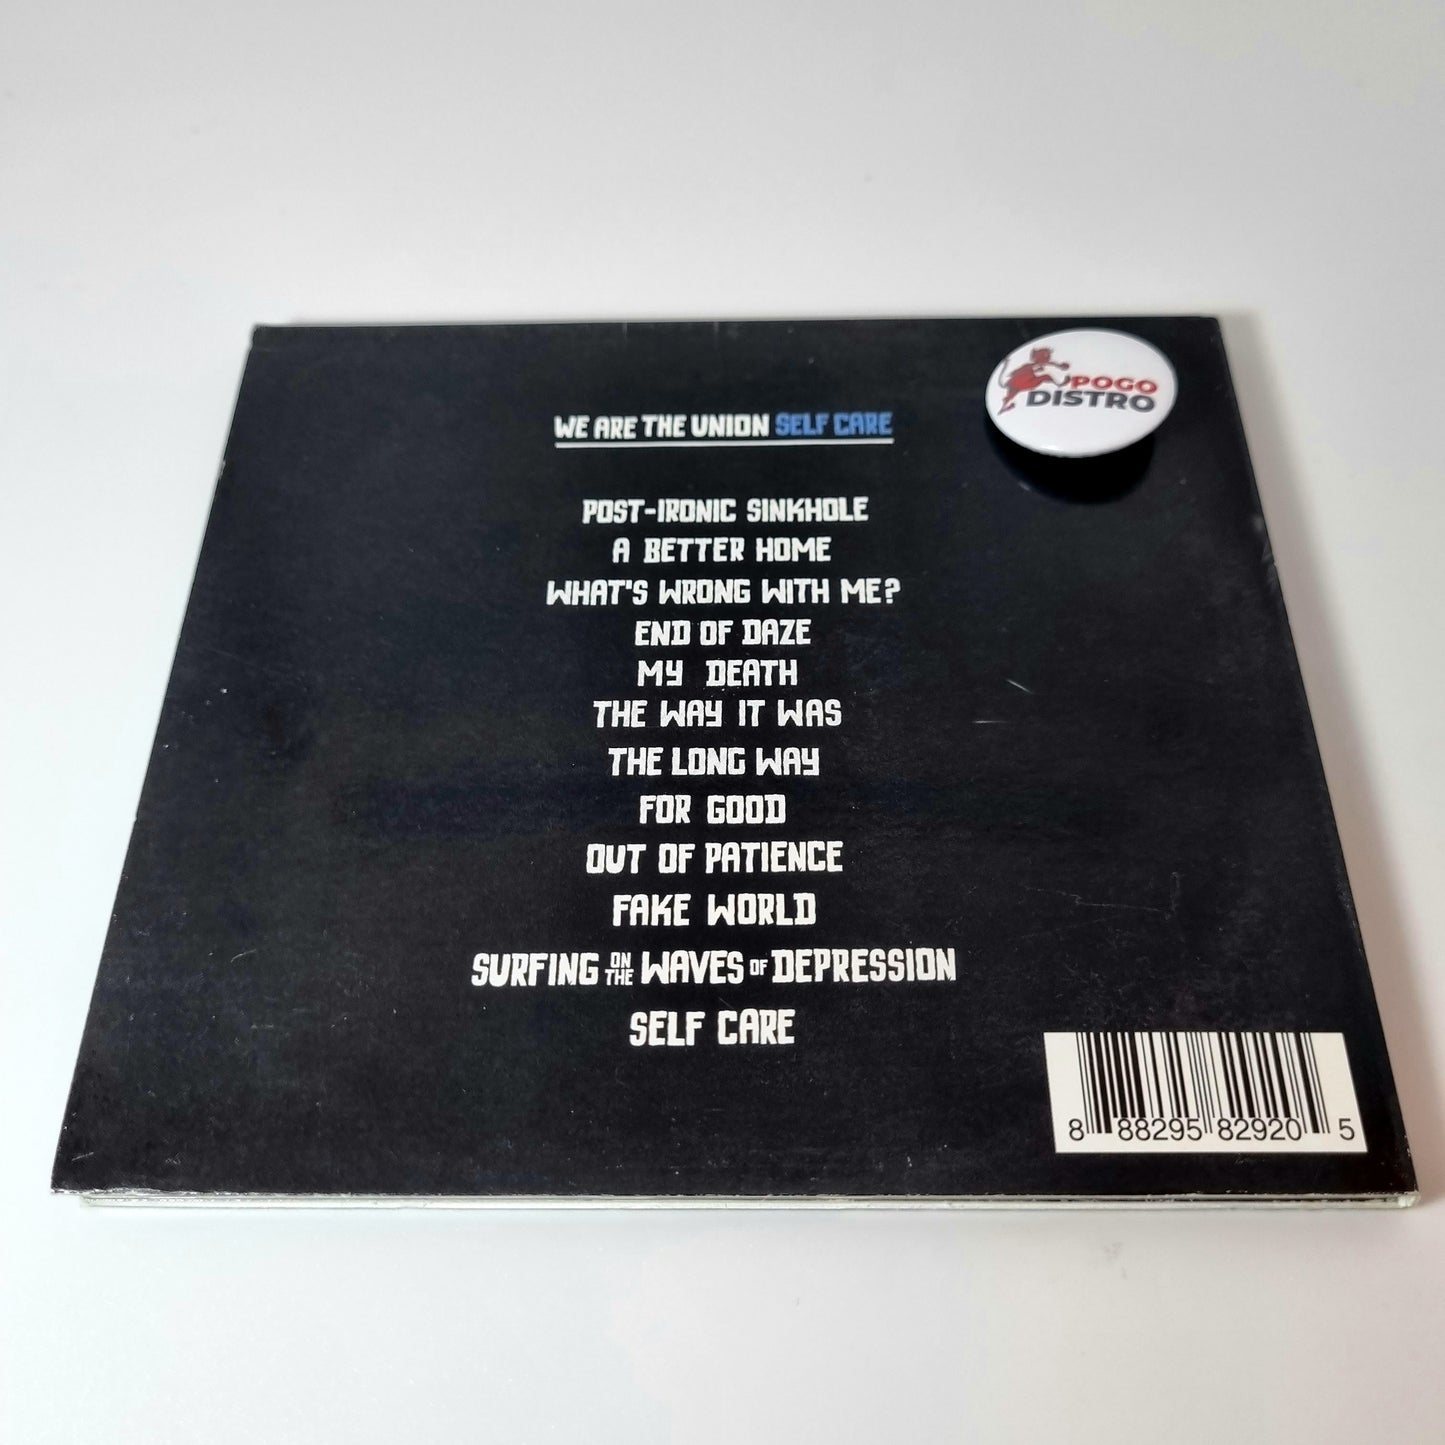 POGO
DISTRO
WE ARE THE UNION SELF CARE
POST-IRONIC SINKHOLE
A BETTER HOME
WHAT'S WRONG WITH ME?
END OF DAZE
MY DEATH
THE WAY IT WAS
THE LONG WAY
FOR GOOD
OUT OF PATIENCE
FAKE WORLD
SURFING ON THE WAVES OF DEPRESSION
SELF CARE
8 88295 82920 5